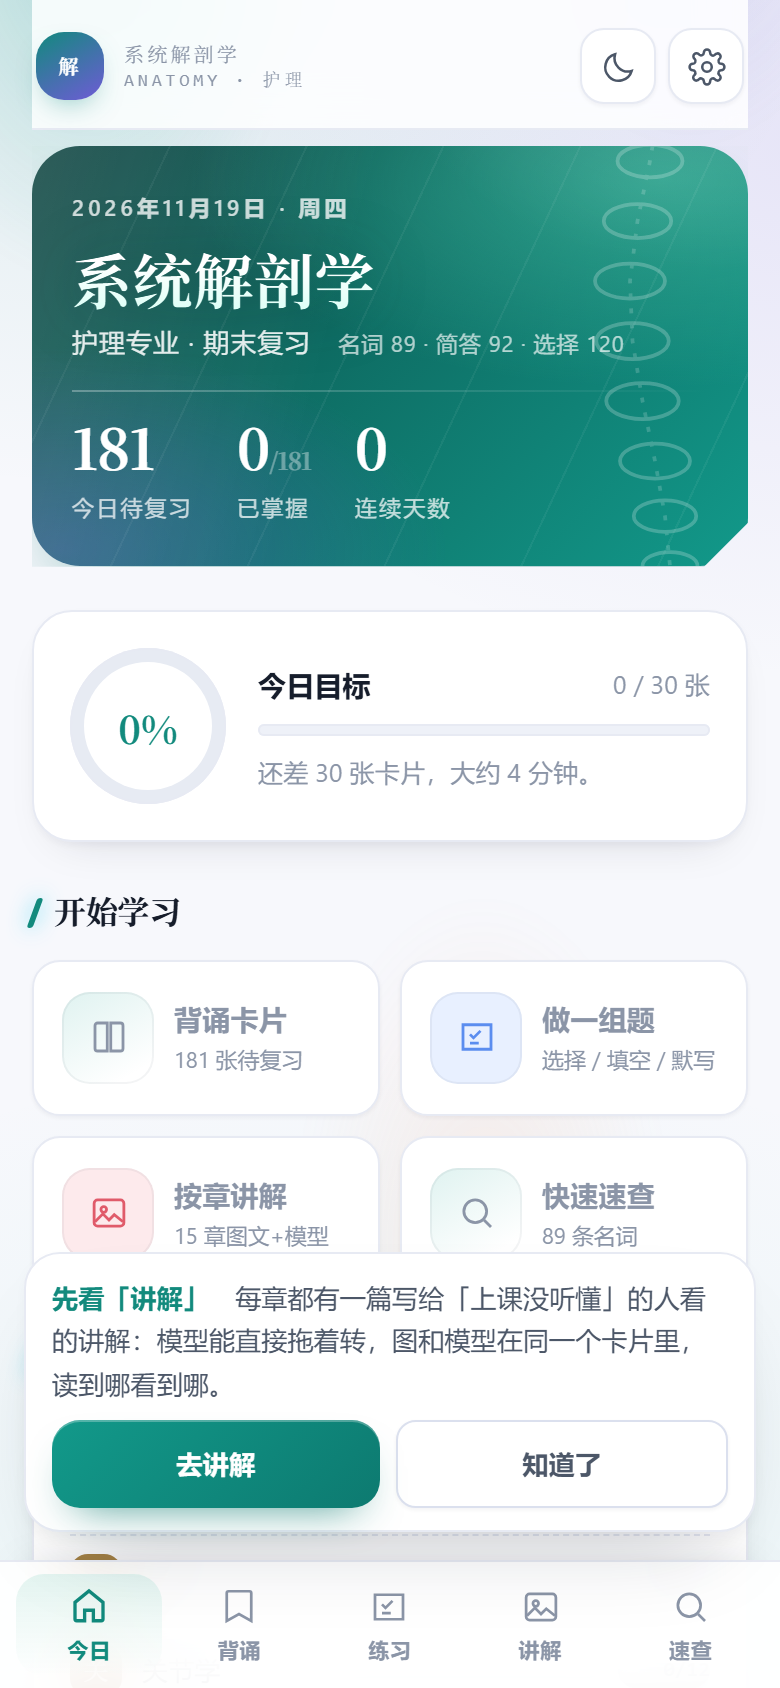 解
系统解剖学
ANATOMY · 护理
2026年11月19日 · 周四
系统解剖学
护理专业 · 期末复习 名词 89 · 简答 92 · 选择 120
181 0/181 0
今日待复习 已掌握 连续天数
0%
今日目标 0 / 30 张
还差 30 张卡片，大约 4 分钟。
开始学习
背诵卡片
181 张待复习
做一组题
选择 / 填空 / 默写
按章讲解
15 章图文+模型
快速速查
89 条名词
先看「讲解」 每章都有一篇写给「上课没听懂」的人看
的讲解：模型能直接拖着转，图和模型在同一个卡片里，
读到哪看到哪。
去讲解 知道了
今日 背诵 练习 讲解 速查